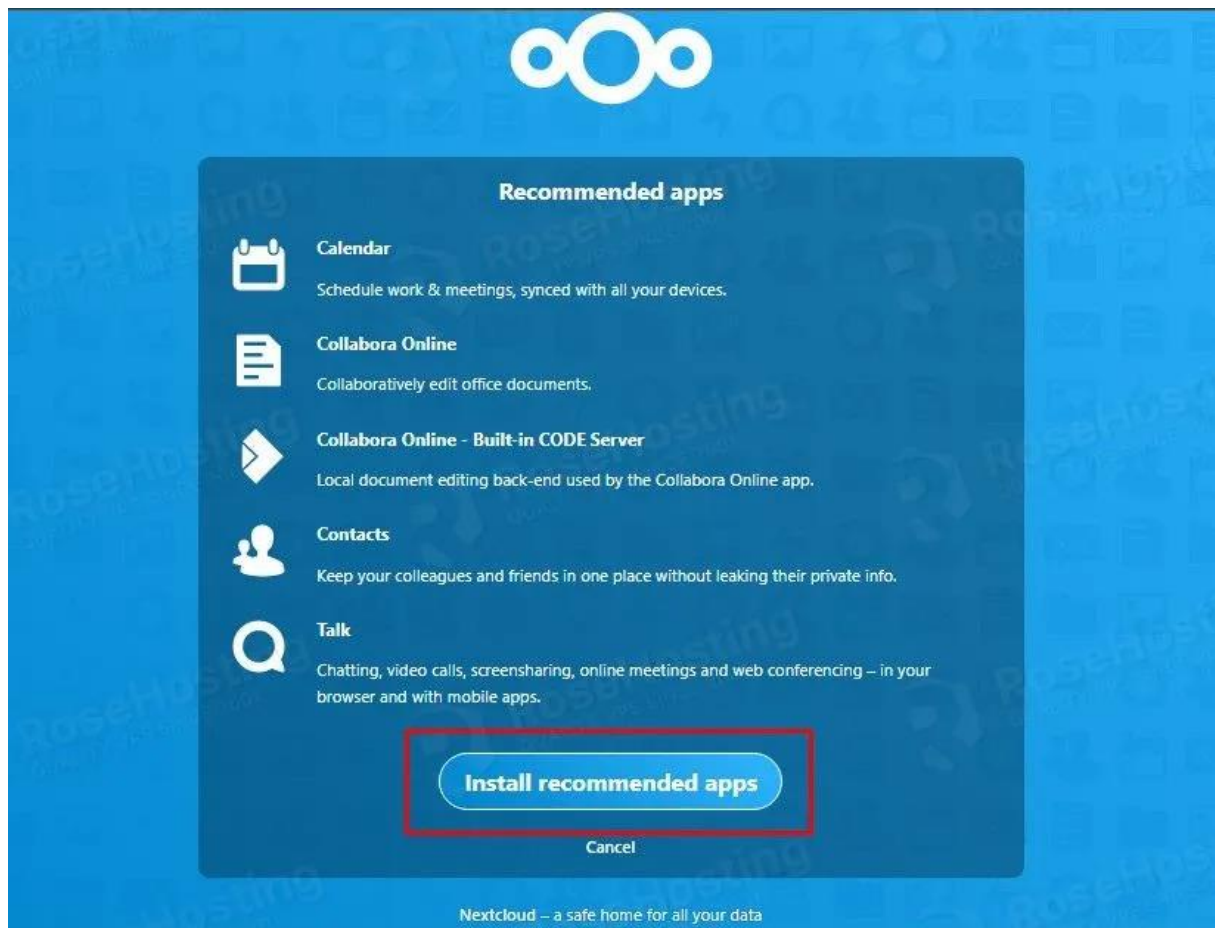 Recommended apps
Calendar
Schedule work & meetings, synced with all your devices.
Collabora Online
Collaboratively edit office documents.
Collabora Online - Built-in CODE Server
Local document editing back-end used by the Collabora Online app.
Contacts
Keep your colleagues and friends in one place without leaking their private info.
Talk
Chatting, video calls, screensharing, online meetings and web conferencing – in your
browser and with mobile apps.
Install recommended apps
Cancel
Nextcloud – a safe home for all your data
RoseHosting